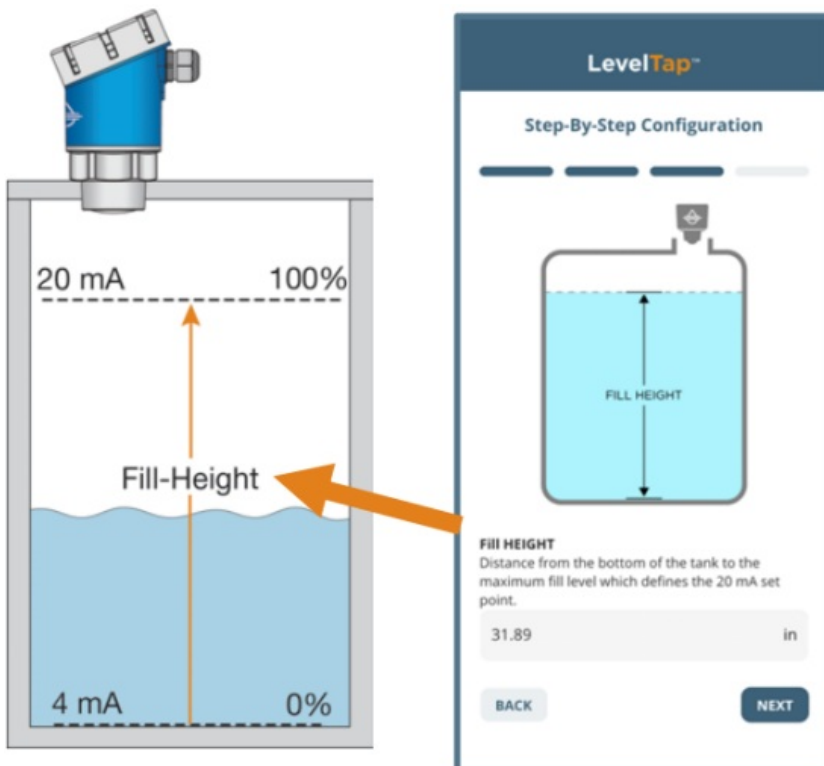 20 mA 100%
Fill-Height
4 mA 0%
LevelTap™
Step-By-Step Configuration
FILL HEIGHT
Fill HEIGHT
Distance from the bottom of the tank to the
maximum fill level which defines the 20 mA set
point.
31.89 in
BACK NEXT